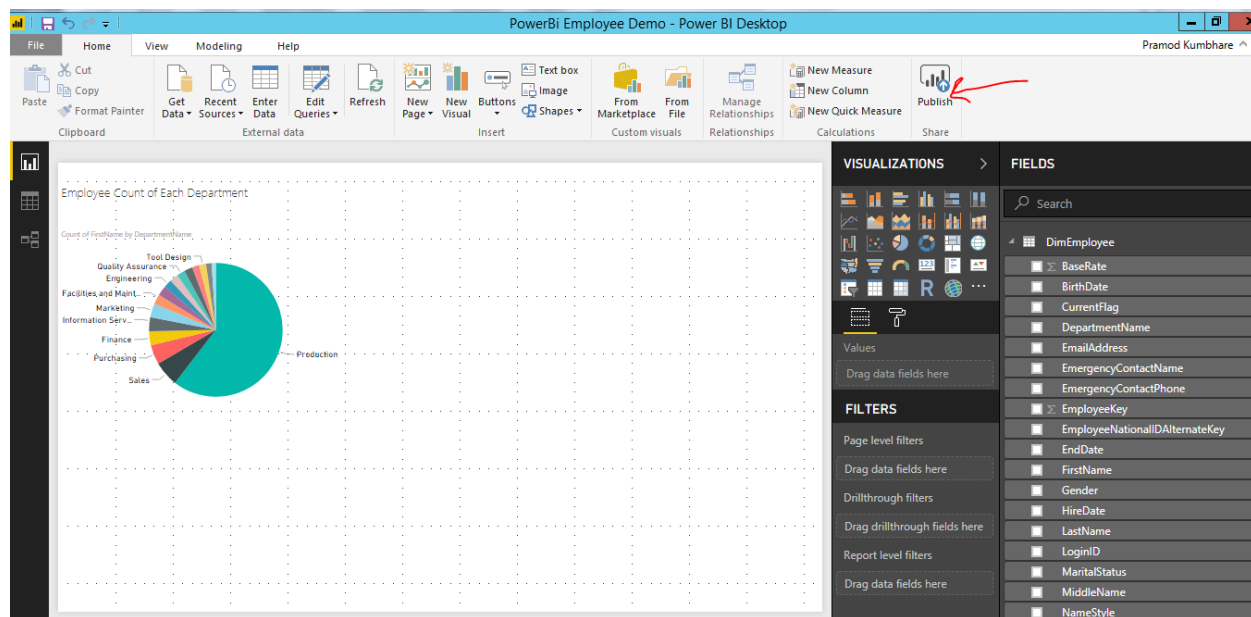 PowerBi Employee Demo - Power BI Desktop
File Home View Modeling Help Pramod Kumbhare
Paste
Cut
Copy
Format Painter
Clipboard
Get Data
Recent Sources
Enter Data
Edit Queries
Refresh
External data
New Page
New Visual
Buttons
Text box
Image
Shapes
Insert
From Marketplace
From File
Custom visuals
Manage Relationships
Relationships
New Measure
New Column
New Quick Measure
Calculations
Publish
Share
Employee Count of Each Department
Count of FirstName by DepartmentName
Tool Design
Quality Assurance
Engineering
Facilities and Maint...
Marketing
Information Serv...
Finance
Purchasing
Sales
Production
VISUALIZATIONS
123
R
Values
Drag data fields here
FILTERS
Page level filters
Drag data fields here
Drillthrough filters
Drag drillthrough fields here
Report level filters
Drag data fields here
FIELDS
Search
DimEmployee
∑ BaseRate
BirthDate
CurrentFlag
DepartmentName
EmailAddress
EmergencyContactName
EmergencyContactPhone
∑ EmployeeKey
EmployeeNationalIDAlternateKey
EndDate
FirstName
Gender
HireDate
LastName
LoginID
MaritalStatus
MiddleName
NameStyle